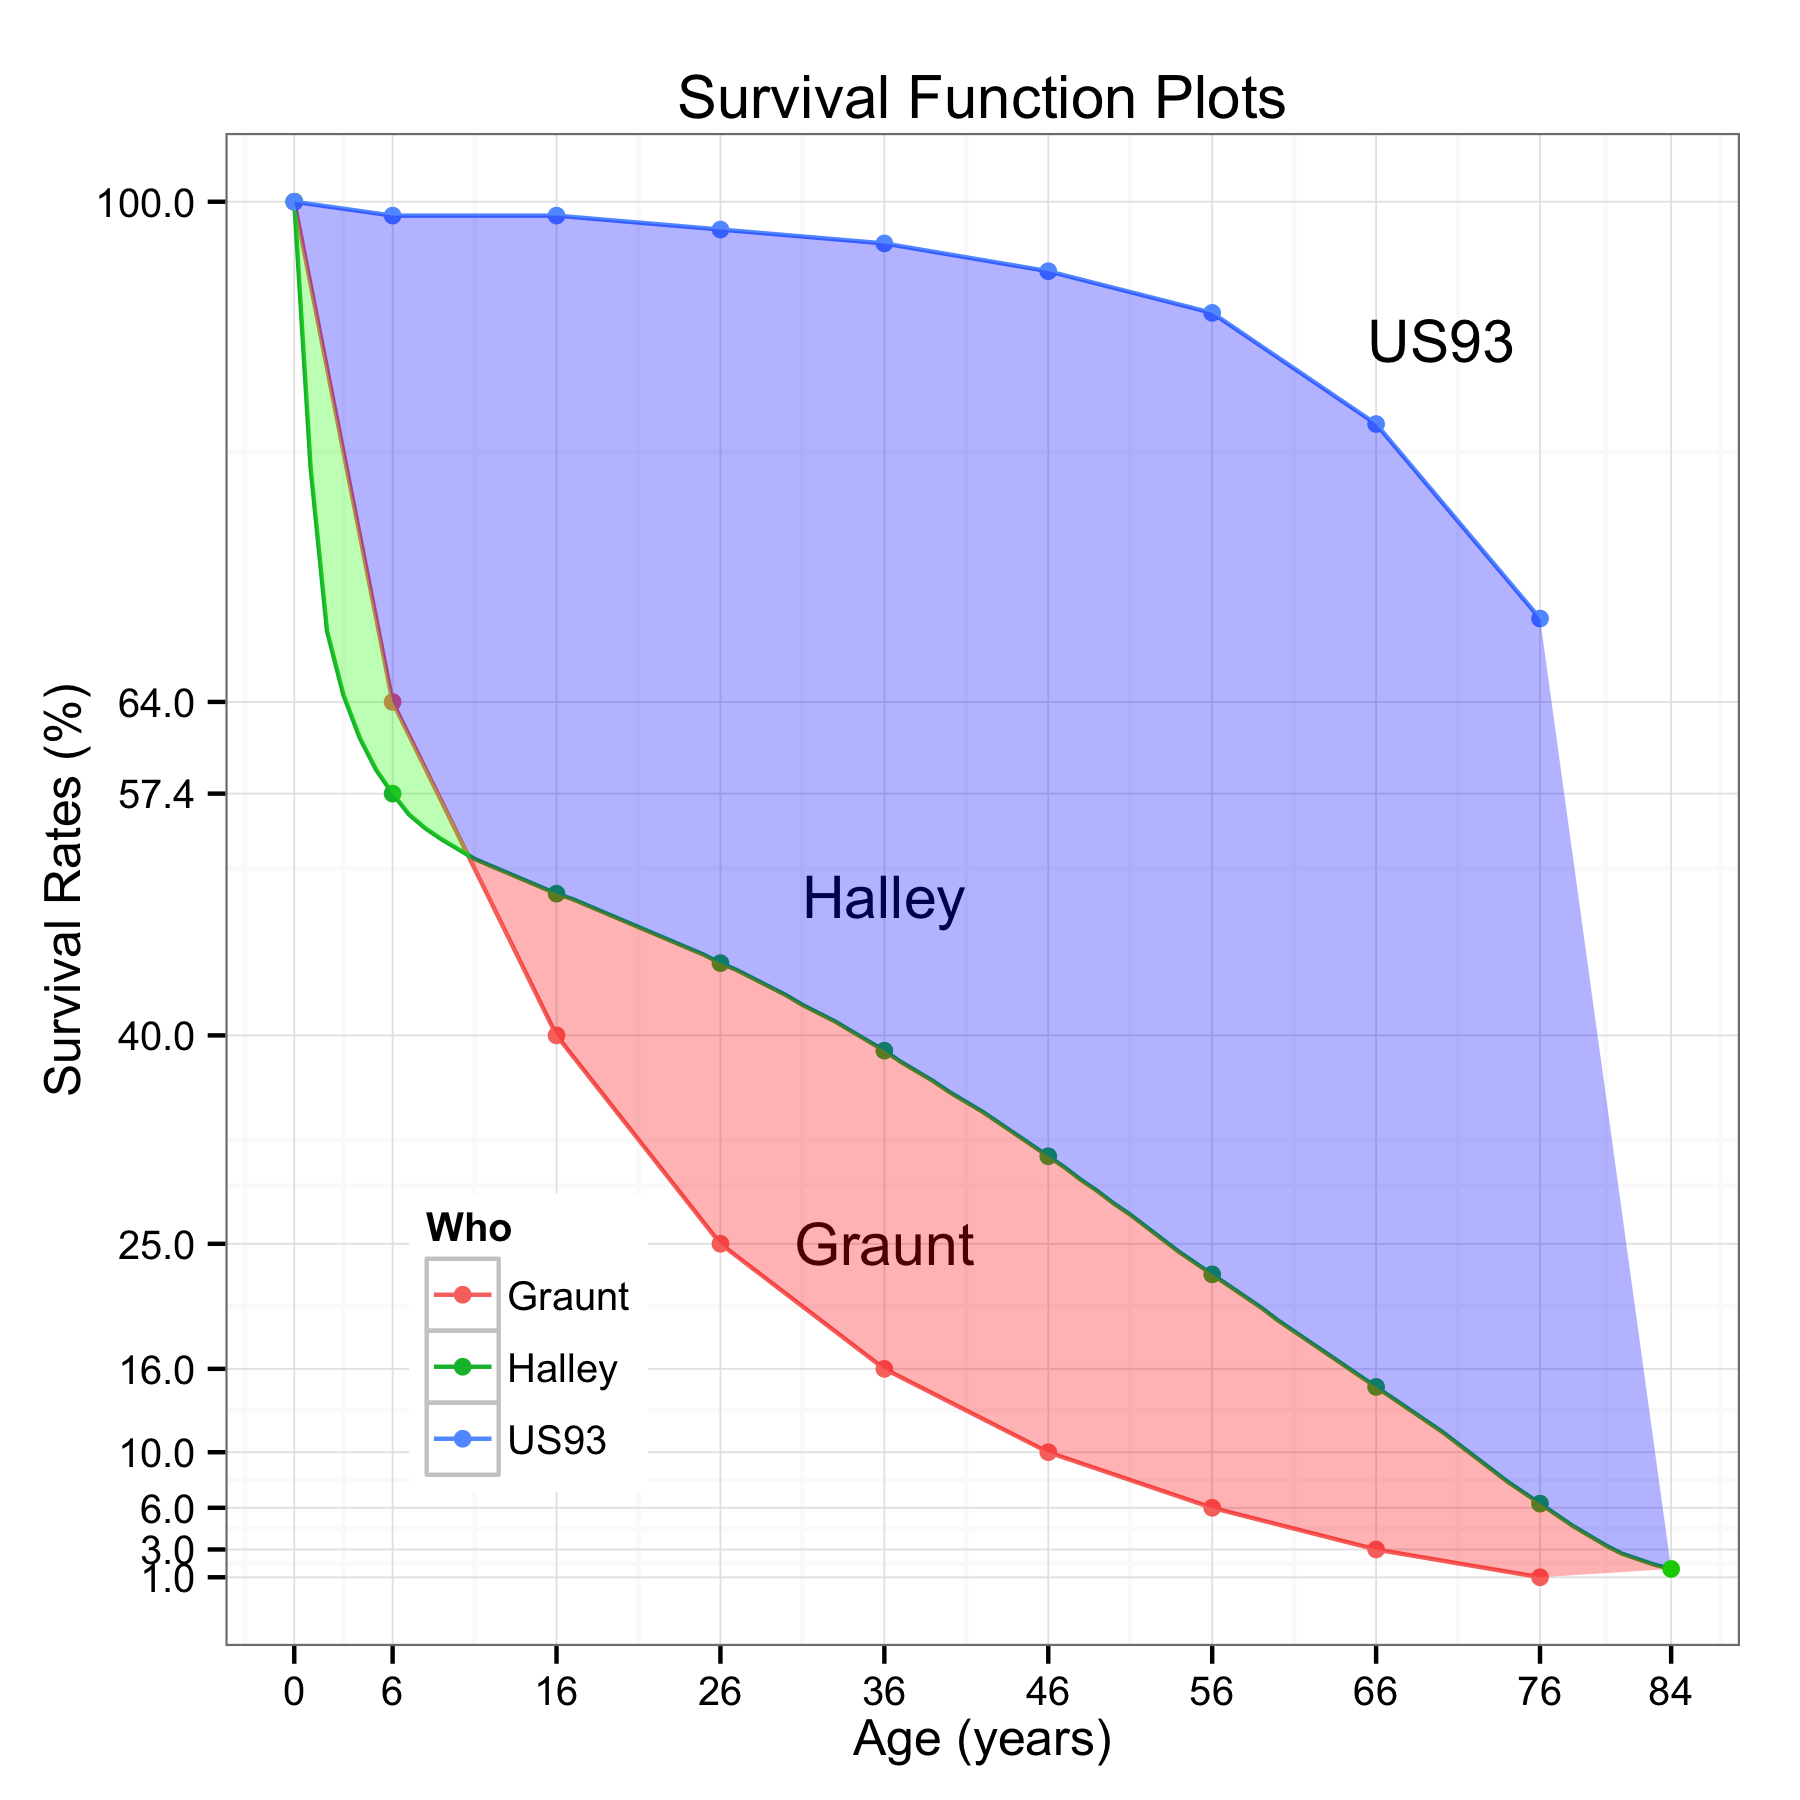 Survival Function Plots
100.0
64.0
57.4
40.0
25.0
16.0
10.0
6.0
3.0
1.0
Survival Rates (%)
US93
Halley
Graunt
Who
Graunt
Halley
US93
0 6 16 26 36 46 56 66 76 84
Age (years)